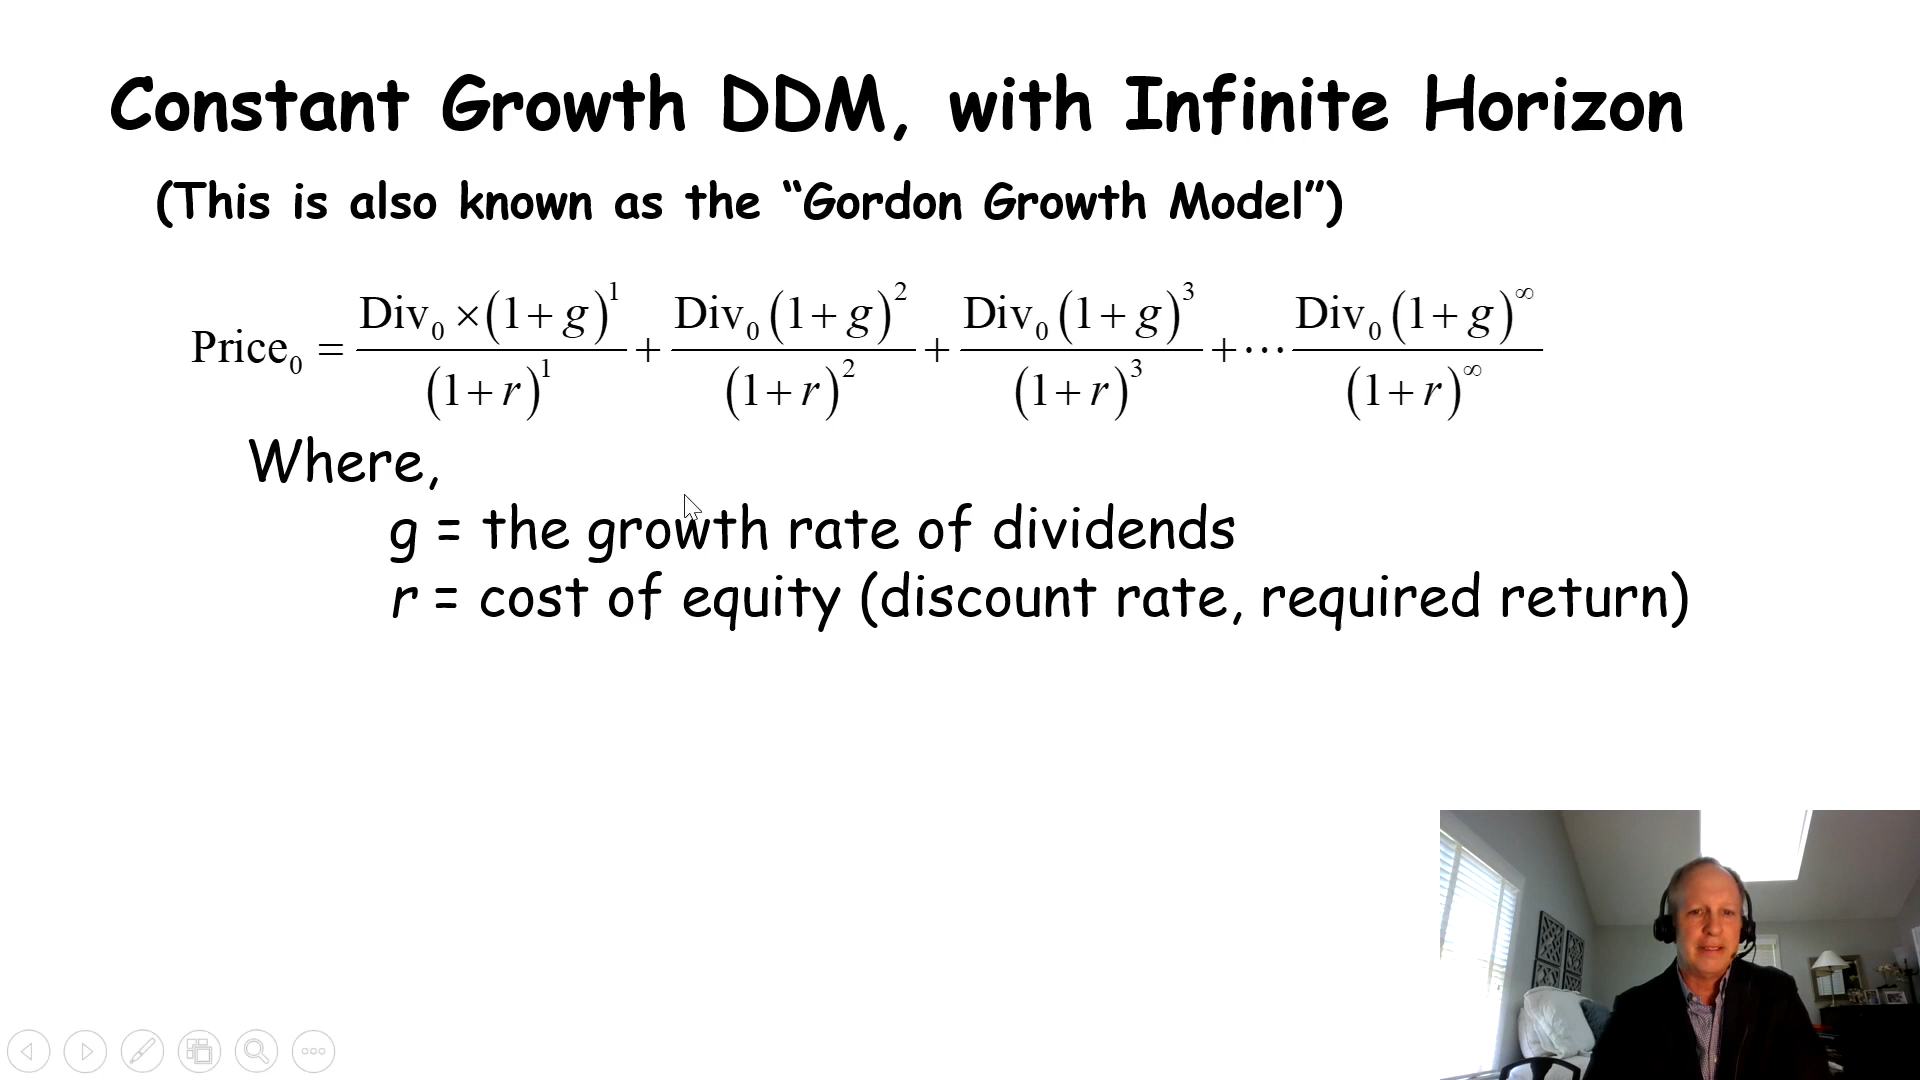 Constant Growth DDM, with Infinite Horizon
(This is also known as the “Gordon Growth Model”)
Price₀ = Div₀ × (1 + g)¹ / (1 + r)¹ + Div₀ (1 + g)² / (1 + r)² + Div₀ (1 + g)³ / (1 + r)³ + ⋯ Div₀ (1 + g)^∞ / (1 + r)^∞
Where,
g = the growth rate of dividends
r = cost of equity (discount rate, required return)